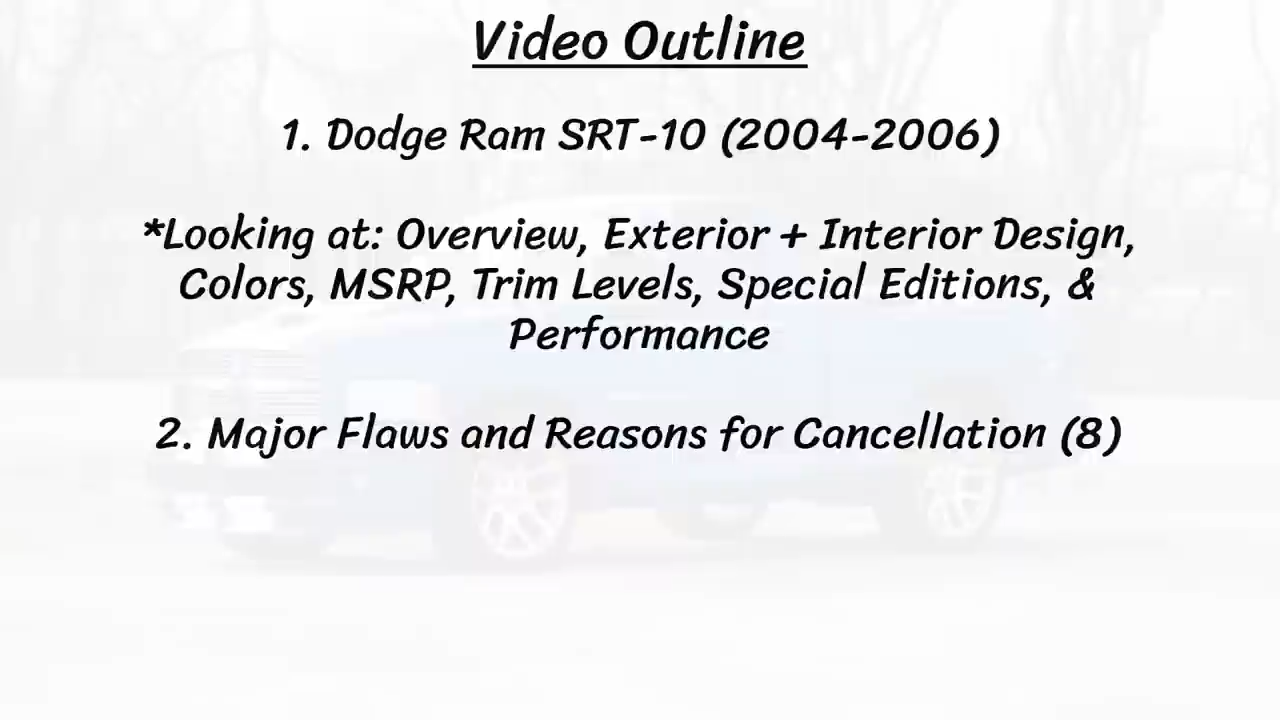 Video Outline
1. Dodge Ram SRT-10 (2004-2006)
*Looking at: Overview, Exterior + Interior Design,
Colors, MSRP, Trim Levels, Special Editions, &
Performance
2. Major Flaws and Reasons for Cancellation (8)